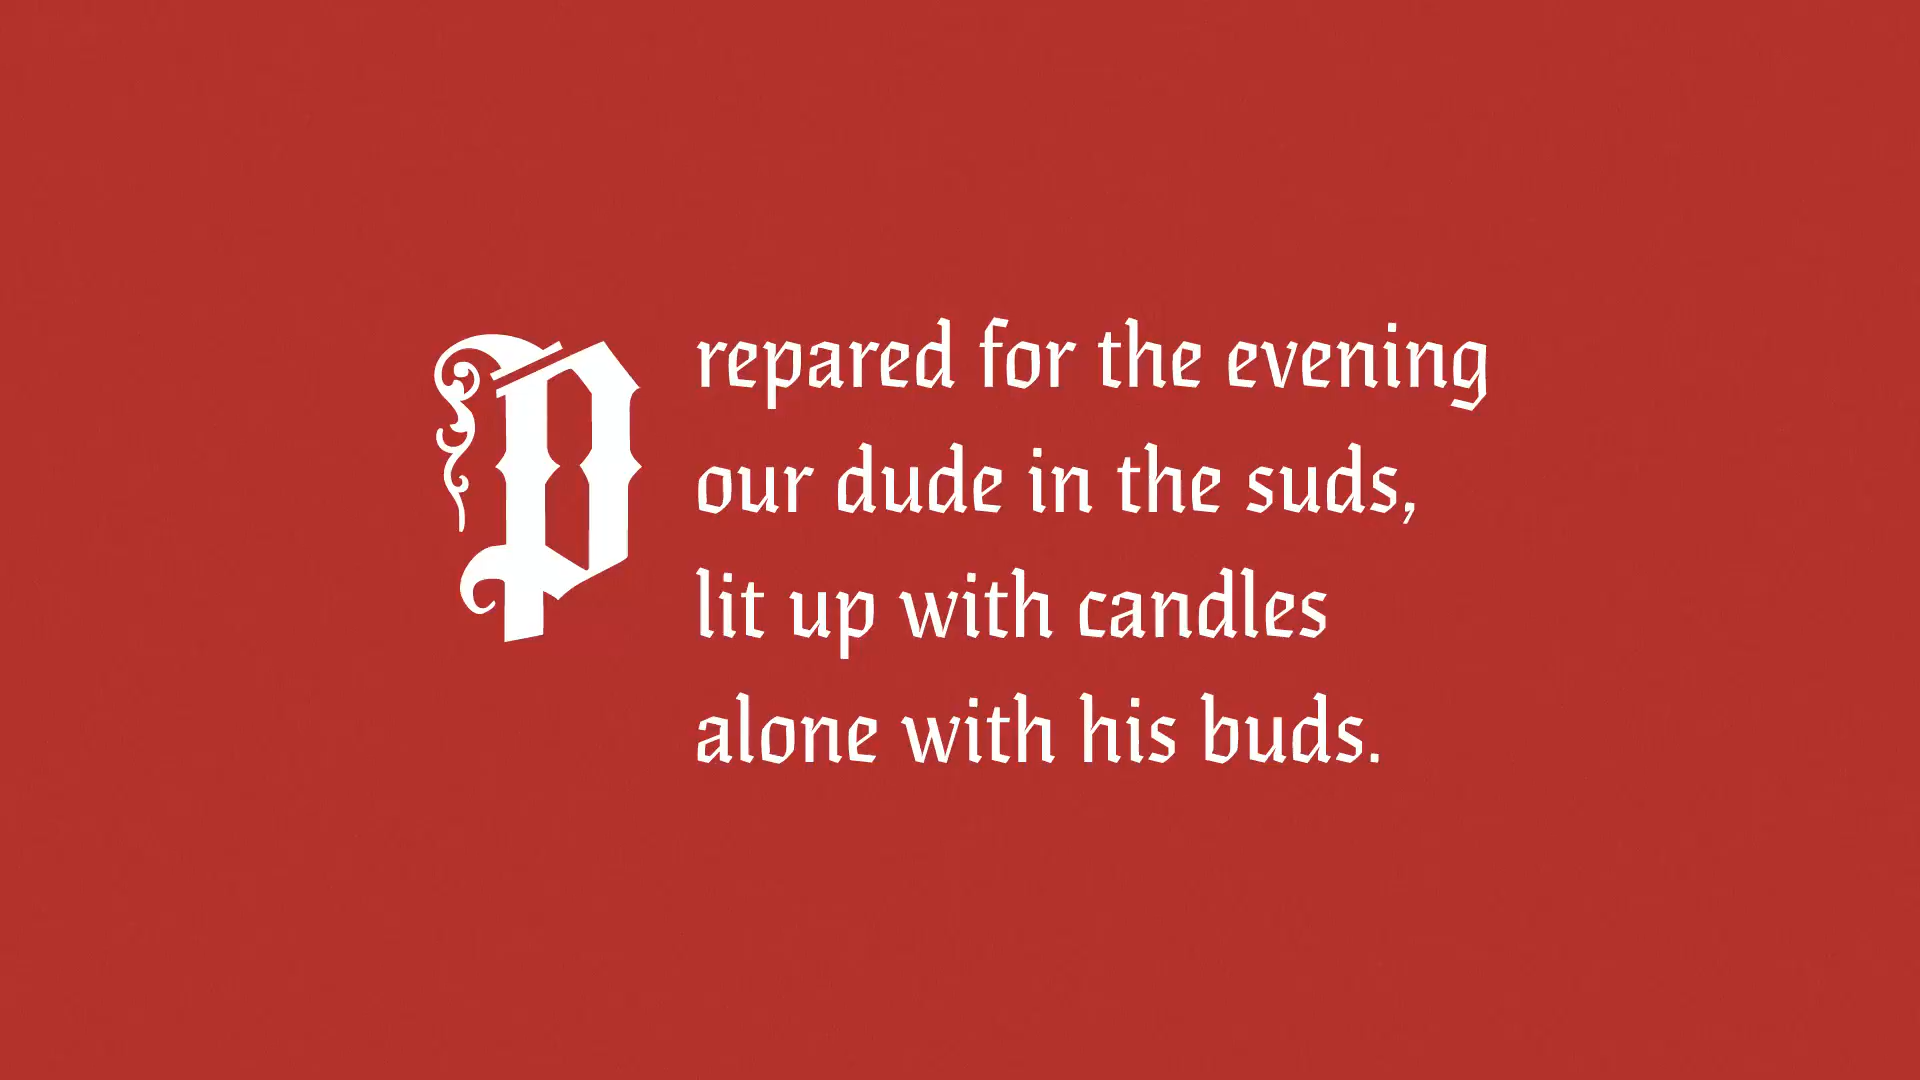 Prepared for the evening
our dude in the suds,
lit up with candles
alone with his buds.